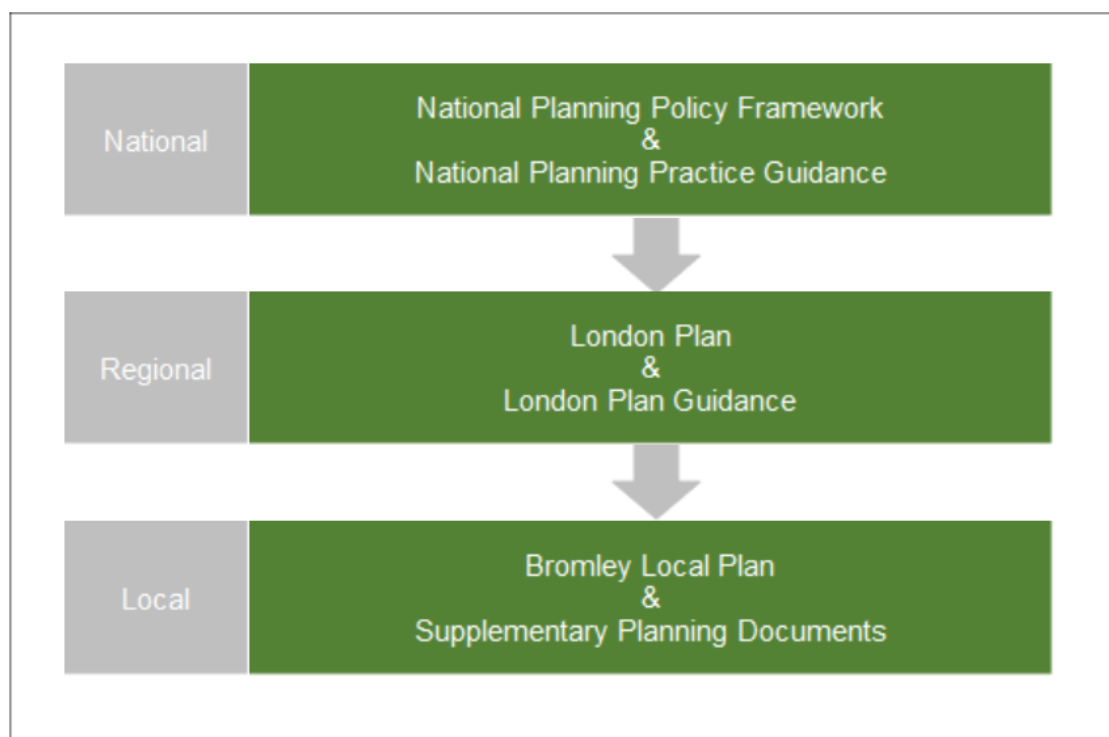 National
National Planning Policy Framework
&
National Planning Practice Guidance
Regional
London Plan
&
London Plan Guidance
Local
Bromley Local Plan
&
Supplementary Planning Documents